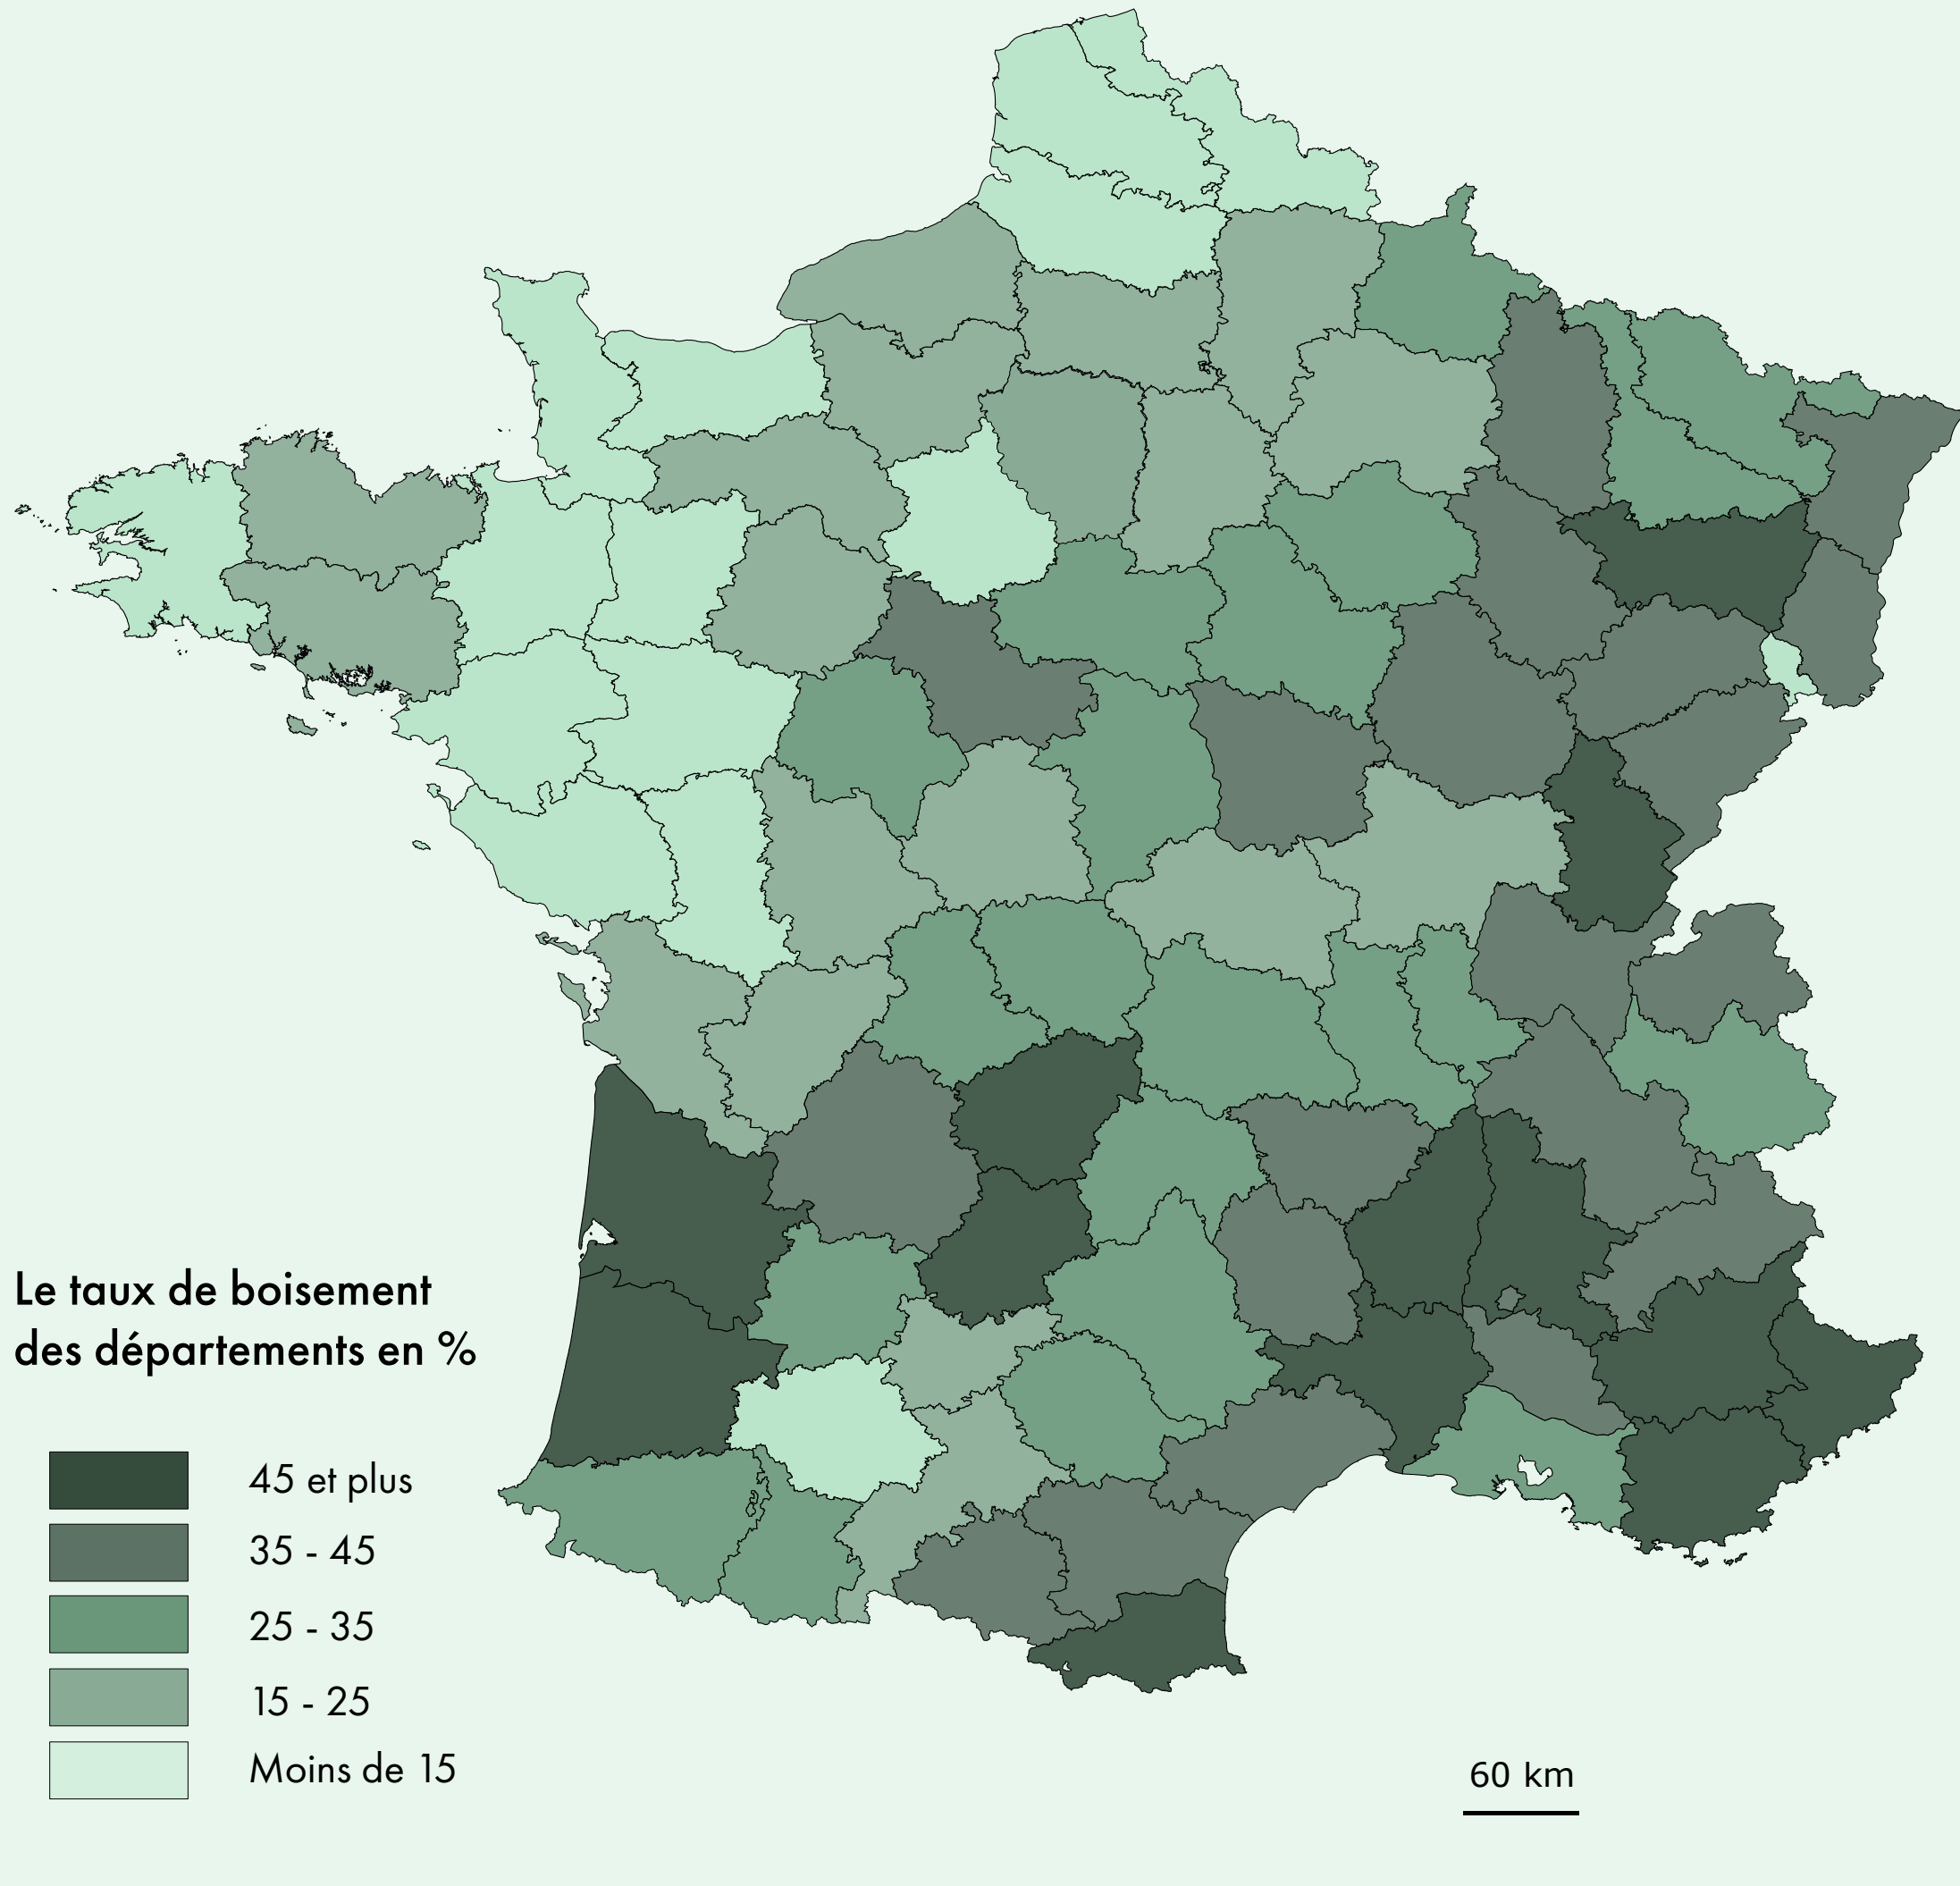 Le taux de boisement
des départements en %
45 et plus
35 - 45
25 - 35
15 - 25
Moins de 15
60 km